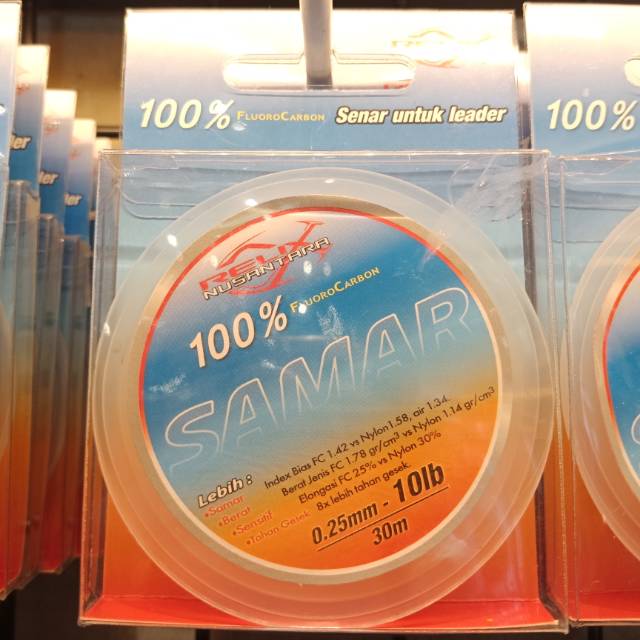 100% FLUOROCARBON Senar untuk leader
100%
RELIX
NUSANTARA
100% FLUOROCARBON
SAMAR
Lebih :
•Samar
•Berat
•Sensitif
•Tahan Gesek
Index Bias FC 1.42 vs Nylon 1.58, air 1.34.
Berat Jenis FC 1.78 gr/cm³ vs Nylon 1.14 gr/cm³
Elongasi FC 25% vs Nylon 30%
8x lebih tahan gesek.
0.25mm - 10lb
30m